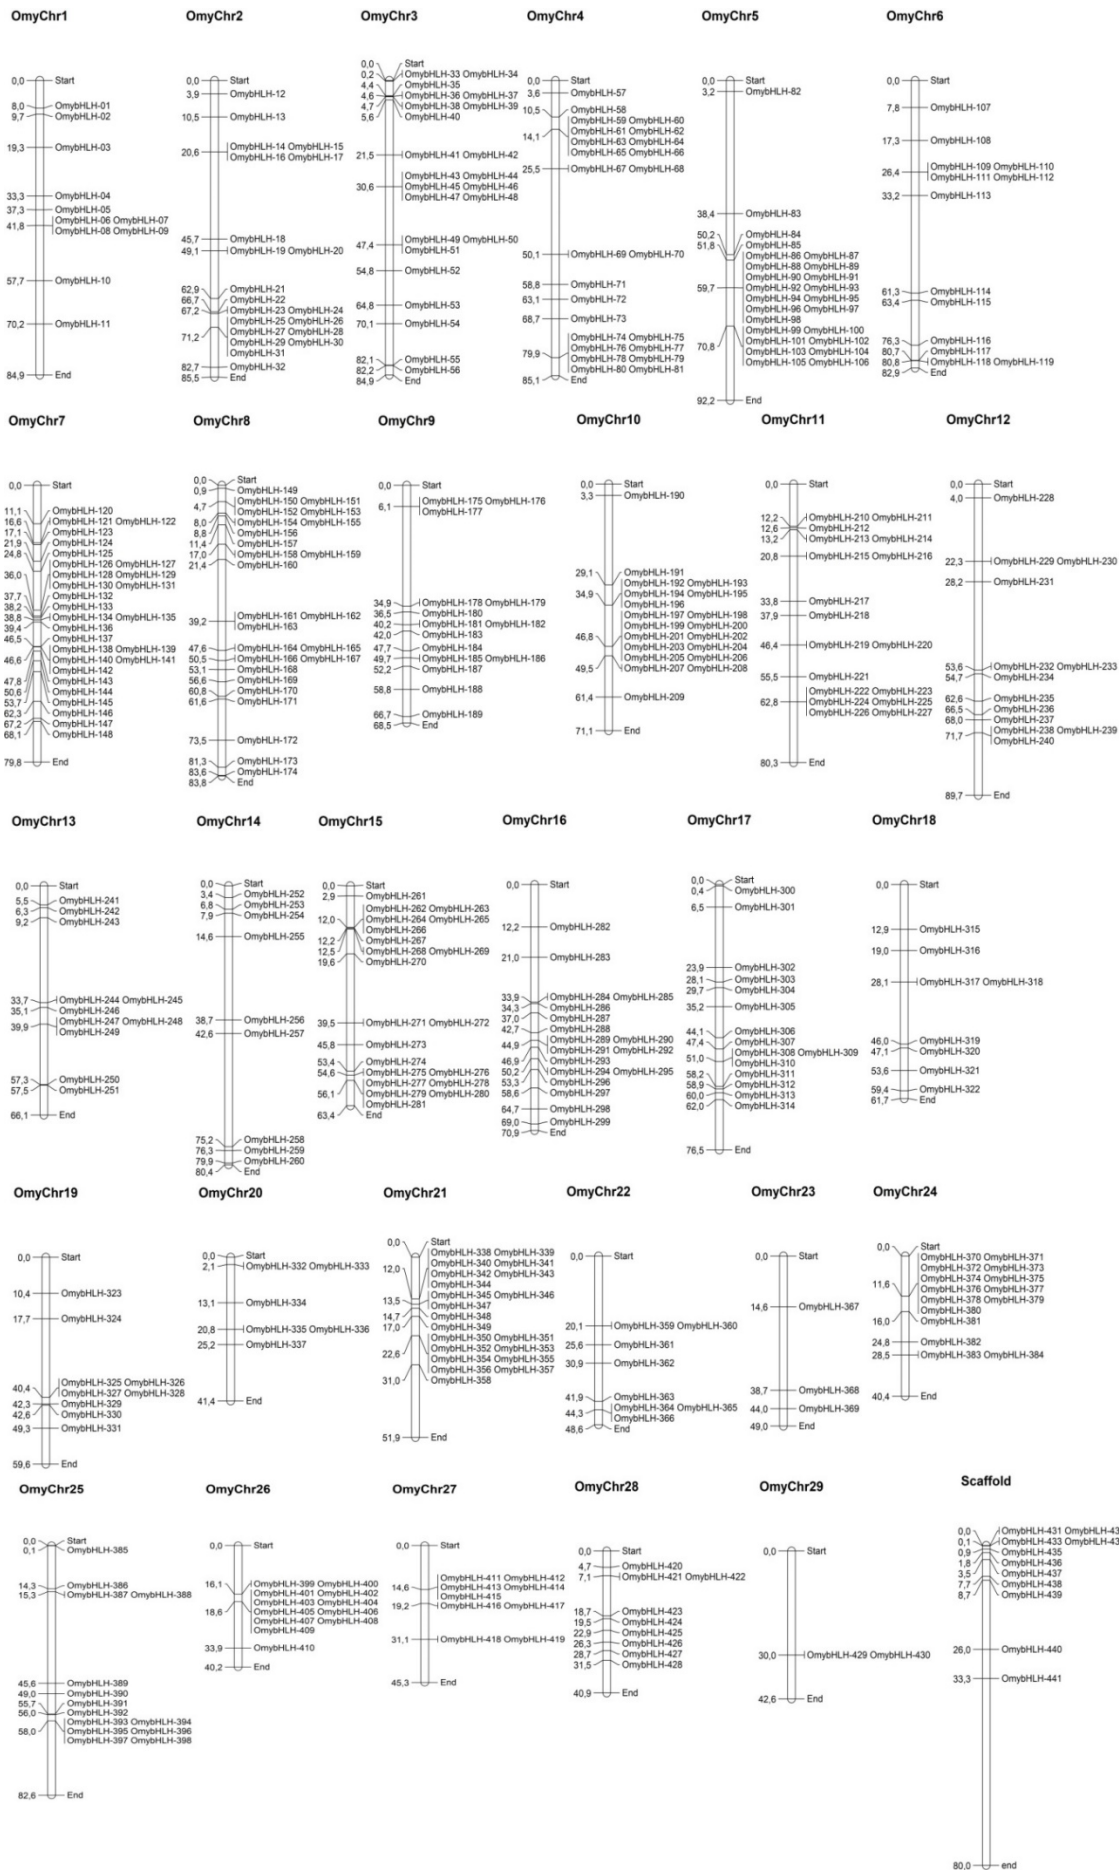 OmyChr1
0,0 Start
8,0 OmybHLH-01
9,7 OmybHLH-02
19,3 OmybHLH-03
33,3 OmybHLH-04
37,3 OmybHLH-05
41,8 OmybHLH-06 OmybHLH-07
OmybHLH-08 OmybHLH-09
57,7 OmybHLH-10
70,2 OmybHLH-11
84,9 End
OmyChr2
0,0 Start
3,9 OmybHLH-12
10,5 OmybHLH-13
20,6 OmybHLH-14 OmybHLH-15
OmybHLH-16 OmybHLH-17
45,7 OmybHLH-18
49,1 OmybHLH-19 OmybHLH-20
62,9 OmybHLH-21
66,7 OmybHLH-22
67,2 OmybHLH-23 OmybHLH-24
OmybHLH-25 OmybHLH-26
71,2 OmybHLH-27 OmybHLH-28
OmybHLH-29 OmybHLH-30
OmybHLH-31
82,7 OmybHLH-32
85,5 End
OmyChr3
0,0 Start
0,2 OmybHLH-33 OmybHLH-34
4,4 OmybHLH-35
4,6 OmybHLH-36 OmybHLH-37
4,7 OmybHLH-38 OmybHLH-39
5,6 OmybHLH-40
21,5 OmybHLH-41 OmybHLH-42
OmybHLH-43 OmybHLH-44
30,6 OmybHLH-45 OmybHLH-46
OmybHLH-47 OmybHLH-48
47,4 OmybHLH-49 OmybHLH-50
OmybHLH-51
54,8 OmybHLH-52
64,8 OmybHLH-53
70,1 OmybHLH-54
82,1 OmybHLH-55
82,2 OmybHLH-56
84,9 End
OmyChr4
0,0 Start
3,6 OmybHLH-57
10,5 OmybHLH-58
OmybHLH-59 OmybHLH-60
14,1 OmybHLH-61 OmybHLH-62
OmybHLH-63 OmybHLH-64
OmybHLH-65 OmybHLH-66
25,5 OmybHLH-67 OmybHLH-68
50,1 OmybHLH-69 OmybHLH-70
58,8 OmybHLH-71
63,1 OmybHLH-72
68,7 OmybHLH-73
OmybHLH-74 OmybHLH-75
79,9 OmybHLH-76 OmybHLH-77
OmybHLH-78 OmybHLH-79
OmybHLH-80 OmybHLH-81
85,1 End
OmyChr5
0,0 Start
3,2 OmybHLH-82
38,4 OmybHLH-83
50,2 OmybHLH-84
51,8 OmybHLH-85
OmybHLH-86 OmybHLH-87
OmybHLH-88 OmybHLH-89
OmybHLH-90 OmybHLH-91
59,7 OmybHLH-92 OmybHLH-93
OmybHLH-94 OmybHLH-95
OmybHLH-96 OmybHLH-97
OmybHLH-98
OmybHLH-99 OmybHLH-100
70,8 OmybHLH-101 OmybHLH-102
OmybHLH-103 OmybHLH-104
OmybHLH-105 OmybHLH-106
92,2 End
OmyChr6
0,0 Start
7,8 OmybHLH-107
17,3 OmybHLH-108
26,4 OmybHLH-109 OmybHLH-110
OmybHLH-111 OmybHLH-112
33,2 OmybHLH-113
61,3 OmybHLH-114
63,4 OmybHLH-115
76,3 OmybHLH-116
80,7 OmybHLH-117
80,8 OmybHLH-118 OmybHLH-119
82,9 End
OmyChr7
0,0 Start
11,1 OmybHLH-120
16,6 OmybHLH-121 OmybHLH-122
17,1 OmybHLH-123
21,9 OmybHLH-124
24,8 OmybHLH-125
OmybHLH-126 OmybHLH-127
36,0 OmybHLH-128 OmybHLH-129
OmybHLH-130 OmybHLH-131
37,7 OmybHLH-132
38,2 OmybHLH-133
38,8 OmybHLH-134 OmybHLH-135
39,4 OmybHLH-136
46,5 OmybHLH-137
OmybHLH-138 OmybHLH-139
46,6 OmybHLH-140 OmybHLH-141
OmybHLH-142
47,8 OmybHLH-143
50,6 OmybHLH-144
53,7 OmybHLH-145
62,3 OmybHLH-146
67,2 OmybHLH-147
68,1 OmybHLH-148
79,8 End
OmyChr8
0,0 Start
0,9 OmybHLH-149
4,7 OmybHLH-150 OmybHLH-151
OmybHLH-152 OmybHLH-153
8,0 OmybHLH-154 OmybHLH-155
8,8 OmybHLH-156
11,4 OmybHLH-157
17,0 OmybHLH-158 OmybHLH-159
21,4 OmybHLH-160
39,2 OmybHLH-161 OmybHLH-162
OmybHLH-163
47,6 OmybHLH-164 OmybHLH-165
50,5 OmybHLH-166 OmybHLH-167
53,1 OmybHLH-168
56,6 OmybHLH-169
60,8 OmybHLH-170
61,6 OmybHLH-171
73,5 OmybHLH-172
81,3 OmybHLH-173
83,6 OmybHLH-174
83,8 End
OmyChr9
0,0 Start
6,1 OmybHLH-175 OmybHLH-176
OmybHLH-177
34,9 OmybHLH-178 OmybHLH-179
36,5 OmybHLH-180
40,2 OmybHLH-181 OmybHLH-182
42,0 OmybHLH-183
47,7 OmybHLH-184
49,7 OmybHLH-185 OmybHLH-186
52,2 OmybHLH-187
58,8 OmybHLH-188
66,7 OmybHLH-189
68,5 End
OmyChr10
0,0 Start
3,3 OmybHLH-190
29,1 OmybHLH-191
OmybHLH-192 OmybHLH-193
34,9 OmybHLH-194 OmybHLH-195
OmybHLH-196
OmybHLH-197 OmybHLH-198
OmybHLH-199 OmybHLH-200
46,8 OmybHLH-201 OmybHLH-202
OmybHLH-203 OmybHLH-204
OmybHLH-205 OmybHLH-206
49,5 OmybHLH-207 OmybHLH-208
61,4 OmybHLH-209
71,1 End
OmyChr11
0,0 Start
12,2 OmybHLH-210 OmybHLH-211
12,6 OmybHLH-212
13,2 OmybHLH-213 OmybHLH-214
20,8 OmybHLH-215 OmybHLH-216
33,8 OmybHLH-217
37,9 OmybHLH-218
46,4 OmybHLH-219 OmybHLH-220
55,5 OmybHLH-221
OmybHLH-222 OmybHLH-223
62,8 OmybHLH-224 OmybHLH-225
OmybHLH-226 OmybHLH-227
80,3 End
OmyChr12
0,0 Start
4,0 OmybHLH-228
22,3 OmybHLH-229 OmybHLH-230
28,2 OmybHLH-231
53,6 OmybHLH-232 OmybHLH-233
54,7 OmybHLH-234
62,6 OmybHLH-235
66,5 OmybHLH-236
68,0 OmybHLH-237
71,7 OmybHLH-238 OmybHLH-239
OmybHLH-240
89,7 End
OmyChr13
0,0 Start
5,5 OmybHLH-241
6,3 OmybHLH-242
9,2 OmybHLH-243
33,7 OmybHLH-244 OmybHLH-245
35,1 OmybHLH-246
39,9 OmybHLH-247 OmybHLH-248
OmybHLH-249
57,3 OmybHLH-250
57,5 OmybHLH-251
66,1 End
OmyChr14
0,0 Start
3,4 OmybHLH-252
6,8 OmybHLH-253
7,9 OmybHLH-254
14,6 OmybHLH-255
38,7 OmybHLH-256
42,6 OmybHLH-257
75,2 OmybHLH-258
76,3 OmybHLH-259
79,9 OmybHLH-260
80,4 End
OmyChr15
0,0 Start
2,9 OmybHLH-261
OmybHLH-262 OmybHLH-263
12,0 OmybHLH-264 OmybHLH-265
OmybHLH-266
12,2 OmybHLH-267
12,5 OmybHLH-268 OmybHLH-269
19,6 OmybHLH-270
39,5 OmybHLH-271 OmybHLH-272
45,8 OmybHLH-273
53,4 OmybHLH-274
54,6 OmybHLH-275 OmybHLH-276
OmybHLH-277 OmybHLH-278
56,1 OmybHLH-279 OmybHLH-280
OmybHLH-281
63,4 End
OmyChr16
0,0 Start
12,2 OmybHLH-282
21,0 OmybHLH-283
33,9 OmybHLH-284 OmybHLH-285
34,3 OmybHLH-286
37,0 OmybHLH-287
42,7 OmybHLH-288
44,9 OmybHLH-289 OmybHLH-290
OmybHLH-291 OmybHLH-292
46,9 OmybHLH-293
50,2 OmybHLH-294 OmybHLH-295
53,3 OmybHLH-296
58,6 OmybHLH-297
64,7 OmybHLH-298
69,0 OmybHLH-299
70,9 End
OmyChr17
0,0 Start
0,4 OmybHLH-300
6,5 OmybHLH-301
23,9 OmybHLH-302
28,1 OmybHLH-303
29,7 OmybHLH-304
35,2 OmybHLH-305
44,1 OmybHLH-306
47,4 OmybHLH-307
51,0 OmybHLH-308 OmybHLH-309
OmybHLH-310
58,2 OmybHLH-311
58,9 OmybHLH-312
60,0 OmybHLH-313
62,0 OmybHLH-314
76,5 End
OmyChr18
0,0 Start
12,9 OmybHLH-315
19,0 OmybHLH-316
28,1 OmybHLH-317 OmybHLH-318
46,0 OmybHLH-319
47,1 OmybHLH-320
53,6 OmybHLH-321
59,4 OmybHLH-322
61,7 End
OmyChr19
0,0 Start
10,4 OmybHLH-323
17,7 OmybHLH-324
40,4 OmybHLH-325 OmybHLH-326
OmybHLH-327 OmybHLH-328
42,3 OmybHLH-329
42,6 OmybHLH-330
49,3 OmybHLH-331
59,6 End
OmyChr20
0,0 Start
2,1 OmybHLH-332 OmybHLH-333
13,1 OmybHLH-334
20,8 OmybHLH-335 OmybHLH-336
25,2 OmybHLH-337
41,4 End
OmyChr21
0,0 Start
OmybHLH-338 OmybHLH-339
12,0 OmybHLH-340 OmybHLH-341
OmybHLH-342 OmybHLH-343
OmybHLH-344
13,5 OmybHLH-345 OmybHLH-346
OmybHLH-347
14,7 OmybHLH-348
17,0 OmybHLH-349
OmybHLH-350 OmybHLH-351
22,6 OmybHLH-352 OmybHLH-353
OmybHLH-354 OmybHLH-355
OmybHLH-356 OmybHLH-357
31,0 OmybHLH-358
51,9 End
OmyChr22
0,0 Start
20,1 OmybHLH-359 OmybHLH-360
25,6 OmybHLH-361
30,9 OmybHLH-362
41,9 OmybHLH-363
44,3 OmybHLH-364 OmybHLH-365
OmybHLH-366
48,6 End
OmyChr23
0,0 Start
14,6 OmybHLH-367
38,7 OmybHLH-368
44,0 OmybHLH-369
49,0 End
OmyChr24
0,0 Start
OmybHLH-370 OmybHLH-371
OmybHLH-372 OmybHLH-373
11,6 OmybHLH-374 OmybHLH-375
OmybHLH-376 OmybHLH-377
OmybHLH-378 OmybHLH-379
OmybHLH-380
16,0 OmybHLH-381
24,8 OmybHLH-382
28,5 OmybHLH-383 OmybHLH-384
40,4 End
OmyChr25
0,0 Start
0,1 OmybHLH-385
14,3 OmybHLH-386
15,3 OmybHLH-387 OmybHLH-388
45,6 OmybHLH-389
49,0 OmybHLH-390
55,7 OmybHLH-391
56,0 OmybHLH-392
OmybHLH-393 OmybHLH-394
58,0 OmybHLH-395 OmybHLH-396
OmybHLH-397 OmybHLH-398
82,6 End
OmyChr26
0,0 Start
16,1 OmybHLH-399 OmybHLH-400
OmybHLH-401 OmybHLH-402
OmybHLH-403 OmybHLH-404
18,6 OmybHLH-405 OmybHLH-406
OmybHLH-407 OmybHLH-408
OmybHLH-409
33,9 OmybHLH-410
40,2 End
OmyChr27
0,0 Start
OmybHLH-411 OmybHLH-412
14,6 OmybHLH-413 OmybHLH-414
OmybHLH-415
19,2 OmybHLH-416 OmybHLH-417
31,1 OmybHLH-418 OmybHLH-419
45,3 End
OmyChr28
0,0 Start
4,7 OmybHLH-420
7,1 OmybHLH-421 OmybHLH-422
18,7 OmybHLH-423
19,5 OmybHLH-424
22,9 OmybHLH-425
26,3 OmybHLH-426
28,7 OmybHLH-427
31,5 OmybHLH-428
40,9 End
OmyChr29
0,0 Start
30,0 OmybHLH-429 OmybHLH-430
42,6 End
Scaffold
0,0 OmybHLH-431
0,1 OmybHLH-433
0,9 OmybHLH-435
1,8 OmybHLH-436
3,5 OmybHLH-437
7,7 OmybHLH-438
8,7 OmybHLH-439
26,0 OmybHLH-440
33,3 OmybHLH-441
80,0 end